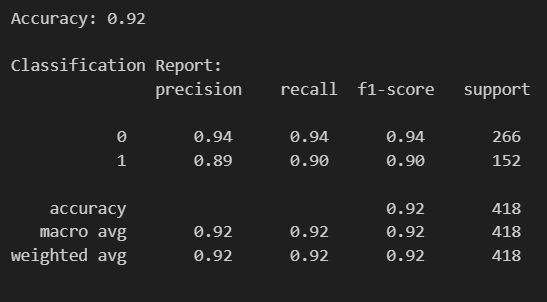 Accuracy: 0.92
Classification Report:
precision recall f1-score support
0 0.94 0.94 0.94 266
1 0.89 0.90 0.90 152
accuracy 0.92 418
macro avg 0.92 0.92 0.92 418
weighted avg 0.92 0.92 0.92 418